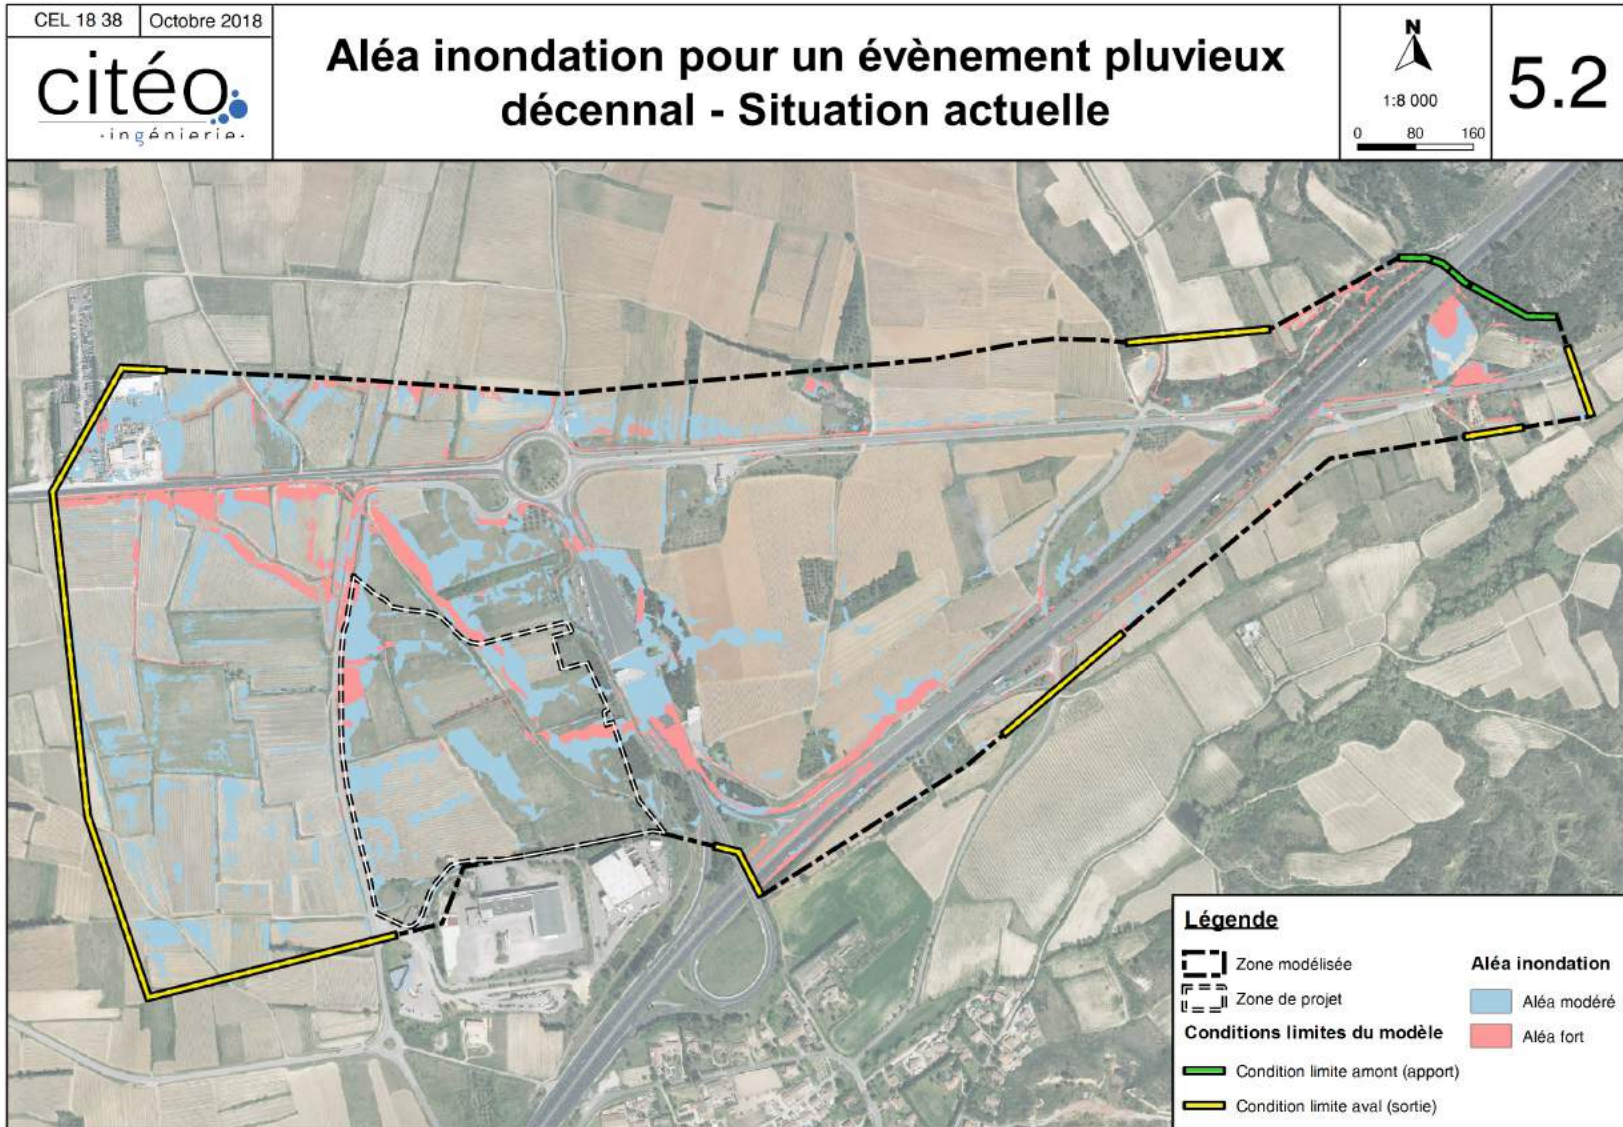 CEL 18 38
Octobre 2018
citéo
·ingénierie·
Aléa inondation pour un évènement pluvieux
décennal - Situation actuelle
N
1:8 000
0 80 160
5.2
Légende
Zone modélisée
Zone de projet
Conditions limites du modèle
Condition limite amont (apport)
Condition limite aval (sortie)
Aléa inondation
Aléa modéré
Aléa fort